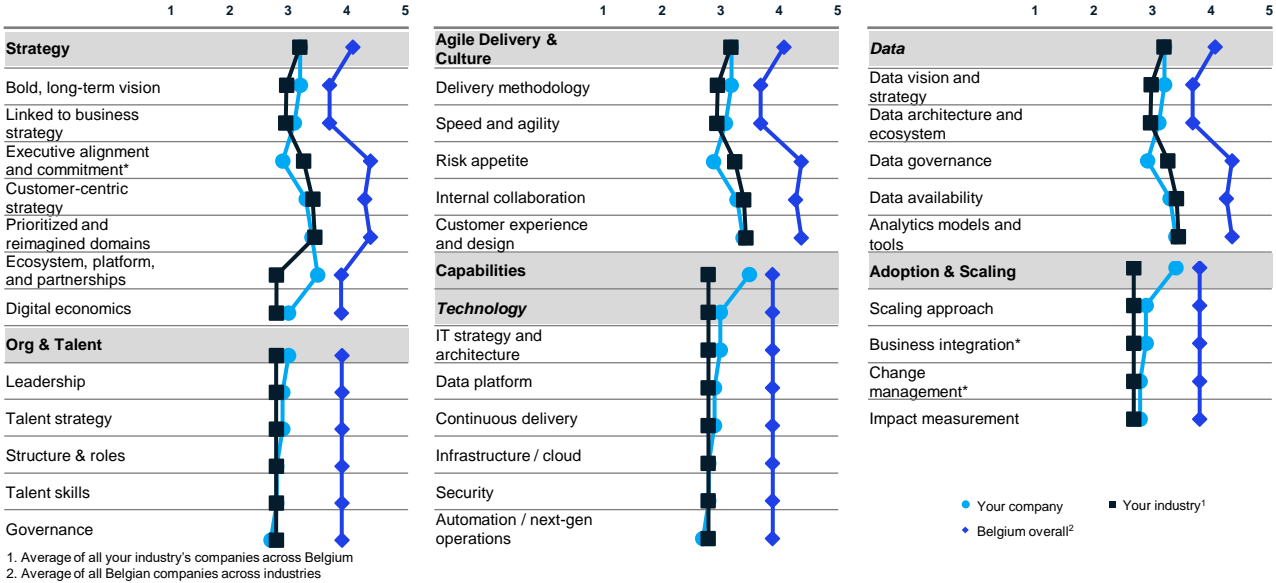 1 2 3 4 5
Strategy
Bold, long-term vision
Linked to business
strategy
Executive alignment
and commitment*
Customer-centric
strategy
Prioritized and
reimagined domains
Ecosystem, platform,
and partnerships
Digital economics
Org & Talent
Leadership
Talent strategy
Structure & roles
Talent skills
Governance
1. Average of all your industry's companies across Belgium
2. Average of all Belgian companies across industries
1 2 3 4 5
Agile Delivery &
Culture
Delivery methodology
Speed and agility
Risk appetite
Internal collaboration
Customer experience
and design
Capabilities
Technology
IT strategy and
architecture
Data platform
Continuous delivery
Infrastructure / cloud
Security
Automation / next-gen
operations
1 2 3 4 5
Data
Data vision and
strategy
Data architecture and
ecosystem
Data governance
Data availability
Analytics models and
tools
Adoption & Scaling
Scaling approach
Business integration*
Change
management*
Impact measurement
Your company
Your industry¹
Belgium overall²